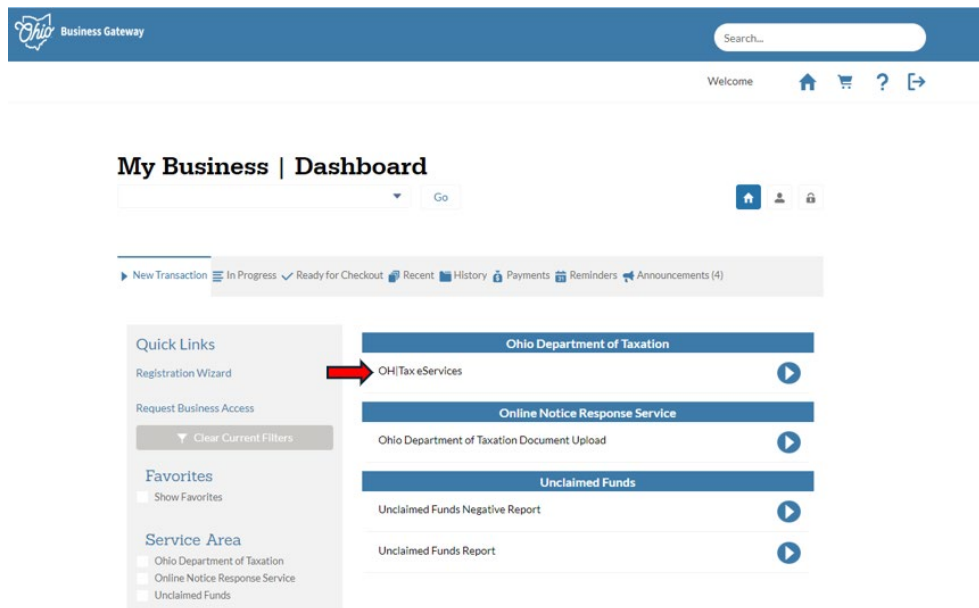 Ohio Business Gateway
Search...
Welcome
My Business | Dashboard
Go
New Transaction In Progress Ready for Checkout Recent History Payments Reminders Announcements (4)
Quick Links
Registration Wizard
Request Business Access
Clear Current Filters
Favorites
Show Favorites
Service Area
Ohio Department of Taxation
Online Notice Response Service
Unclaimed Funds
Ohio Department of Taxation
OH|Tax eServices
Online Notice Response Service
Ohio Department of Taxation Document Upload
Unclaimed Funds
Unclaimed Funds Negative Report
Unclaimed Funds Report